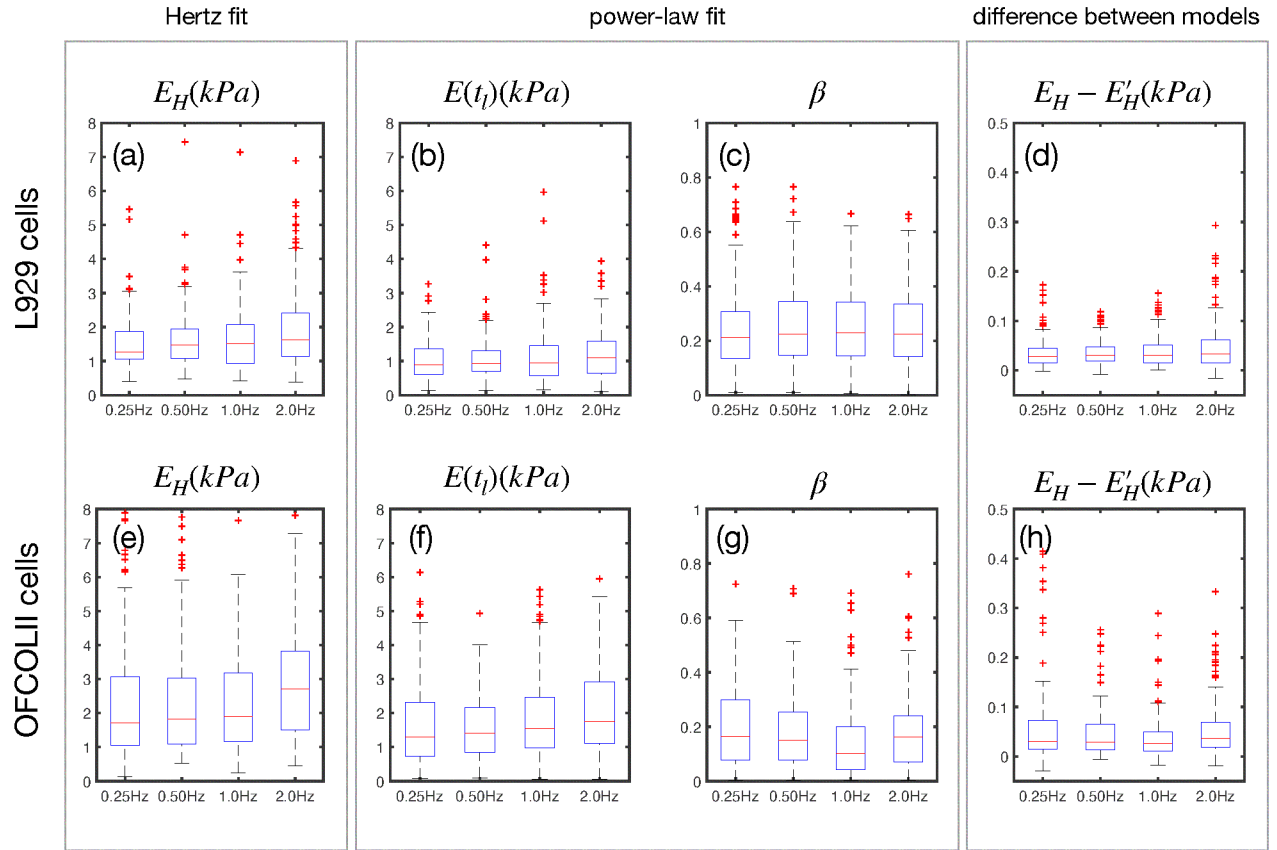 Hertz fit
power-law fit
difference between models
L929 cells
E_H(kPa)
E(t_l)(kPa)
β
E_H − E′_H(kPa)
(a)
8
7
6
5
4
3
2
1
0
0.25Hz 0.50Hz 1.0Hz 2.0Hz
(b)
8
7
6
5
4
3
2
1
0
0.25Hz 0.50Hz 1.0Hz 2.0Hz
(c)
1
0.8
0.6
0.4
0.2
0
0.25Hz 0.50Hz 1.0Hz 2.0Hz
(d)
0.5
0.4
0.3
0.2
0.1
0
0.25Hz 0.50Hz 1.0Hz 2.0Hz
OFCOLII cells
E_H(kPa)
E(t_l)(kPa)
β
E_H − E′_H(kPa)
(e)
8
7
6
5
4
3
2
1
0
0.25Hz 0.50Hz 1.0Hz 2.0Hz
(f)
8
7
6
5
4
3
2
1
0
0.25Hz 0.50Hz 1.0Hz 2.0Hz
(g)
1
0.8
0.6
0.4
0.2
0
0.25Hz 0.50Hz 1.0Hz 2.0Hz
(h)
0.5
0.4
0.3
0.2
0.1
0
0.25Hz 0.50Hz 1.0Hz 2.0Hz